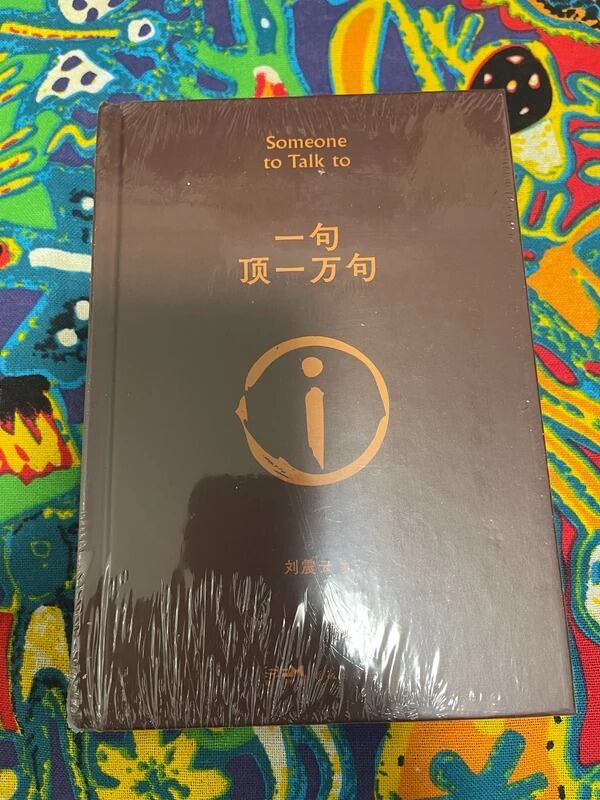 Someone
to Talk to
一句
顶一万句
i
刘震云